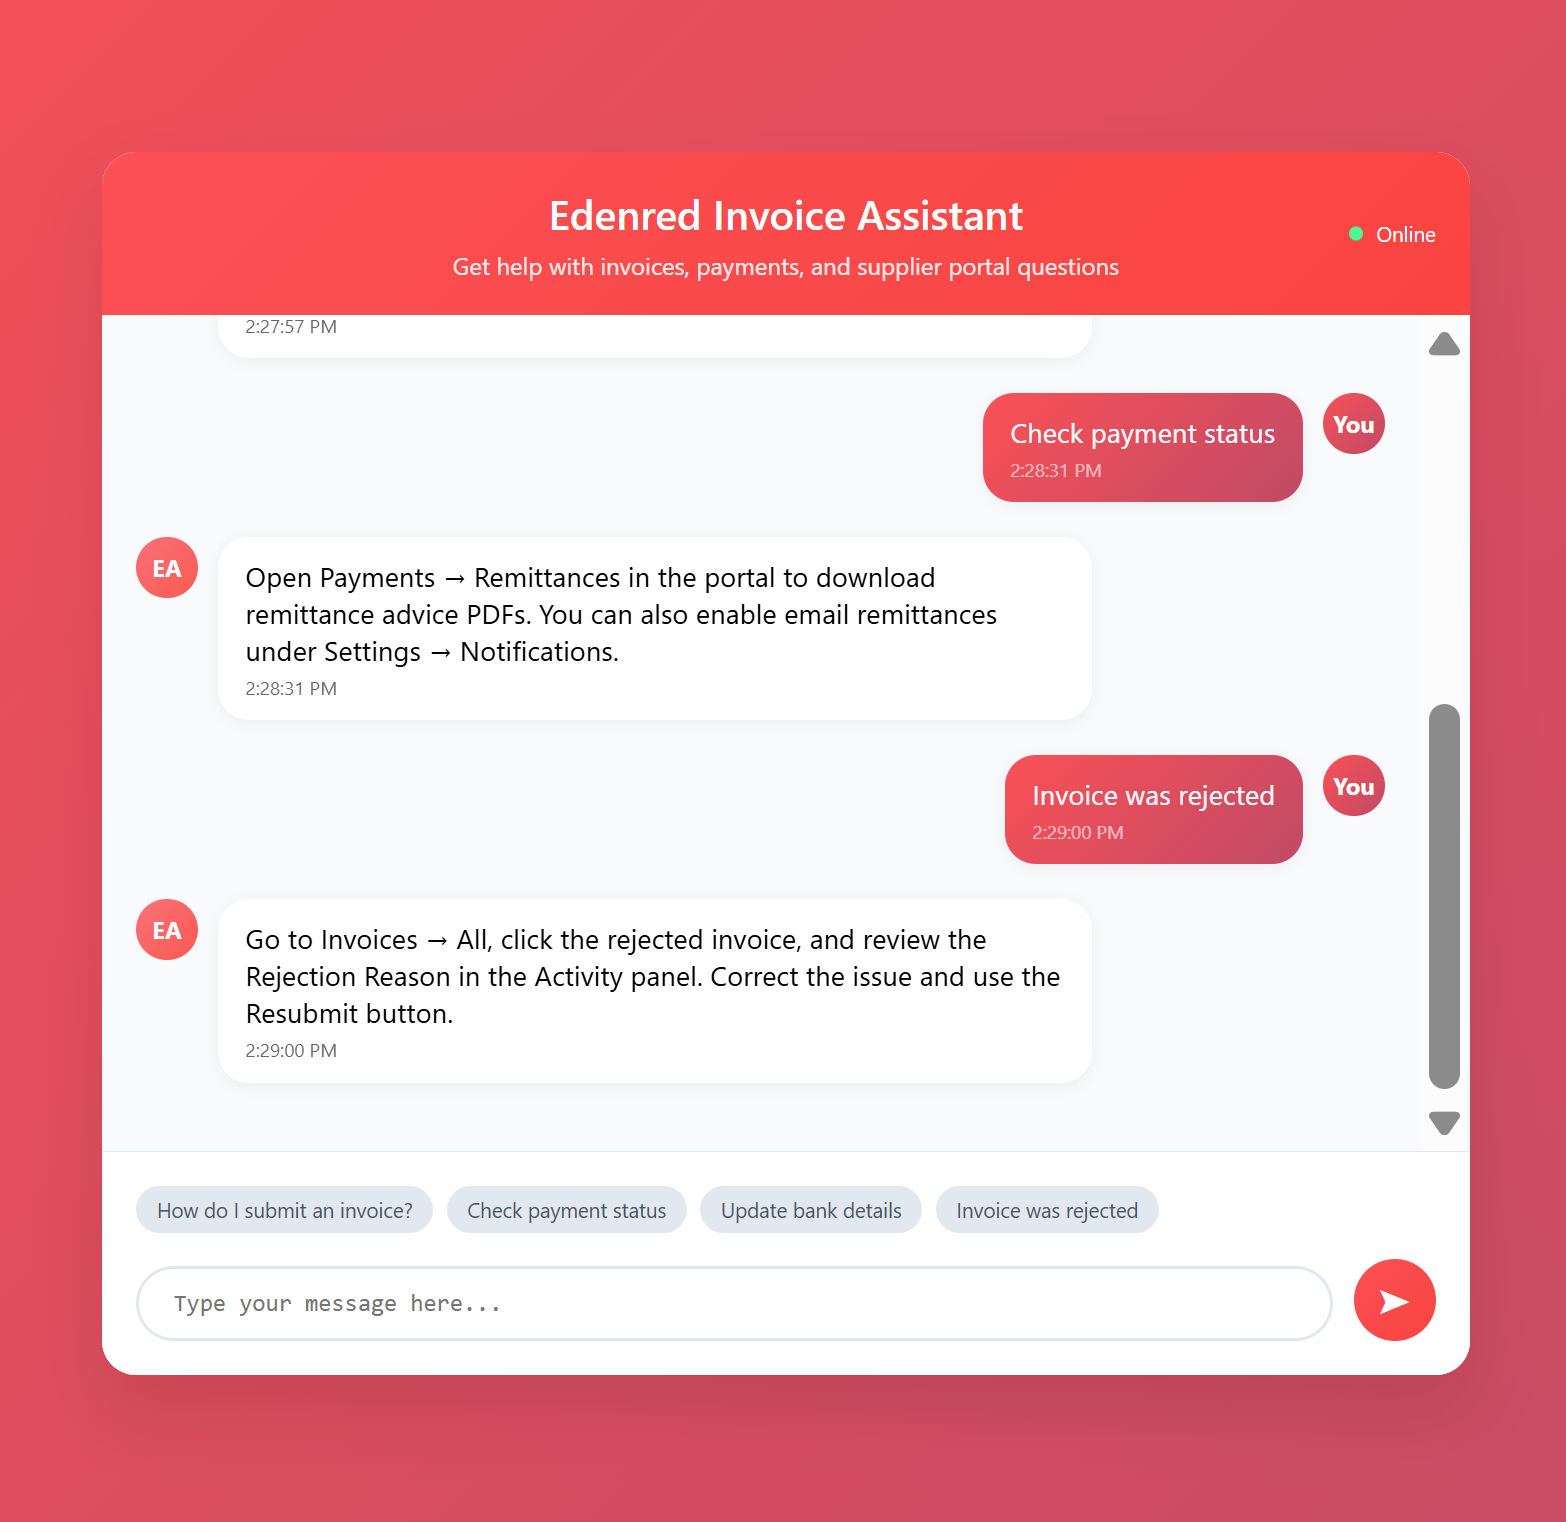 Edenred Invoice Assistant
Get help with invoices, payments, and supplier portal questions
Online
2:27:57 PM
Check payment status
2:28:31 PM
You
EA
Open Payments → Remittances in the portal to download
remittance advice PDFs. You can also enable email remittances
under Settings → Notifications.
2:28:31 PM
Invoice was rejected
2:29:00 PM
You
EA
Go to Invoices → All, click the rejected invoice, and review the
Rejection Reason in the Activity panel. Correct the issue and use the
Resubmit button.
2:29:00 PM
How do I submit an invoice?
Check payment status
Update bank details
Invoice was rejected
Type your message here...